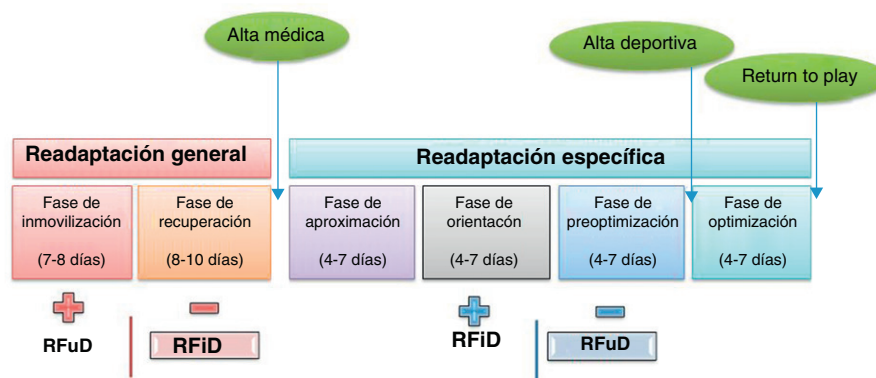 Alta médica
Alta deportiva
Return to play
Readaptación general
Readaptación específica
Fase de
inmovilización
(7-8 días)
Fase de
recuperación
(8-10 días)
Fase de
aproximación
(4-7 días)
Fase de
orientacón
(4-7 días)
Fase de
preoptimización
(4-7 días)
Fase de
optimización
(4-7 días)
RFuD
RFiD
RFiD
RFuD